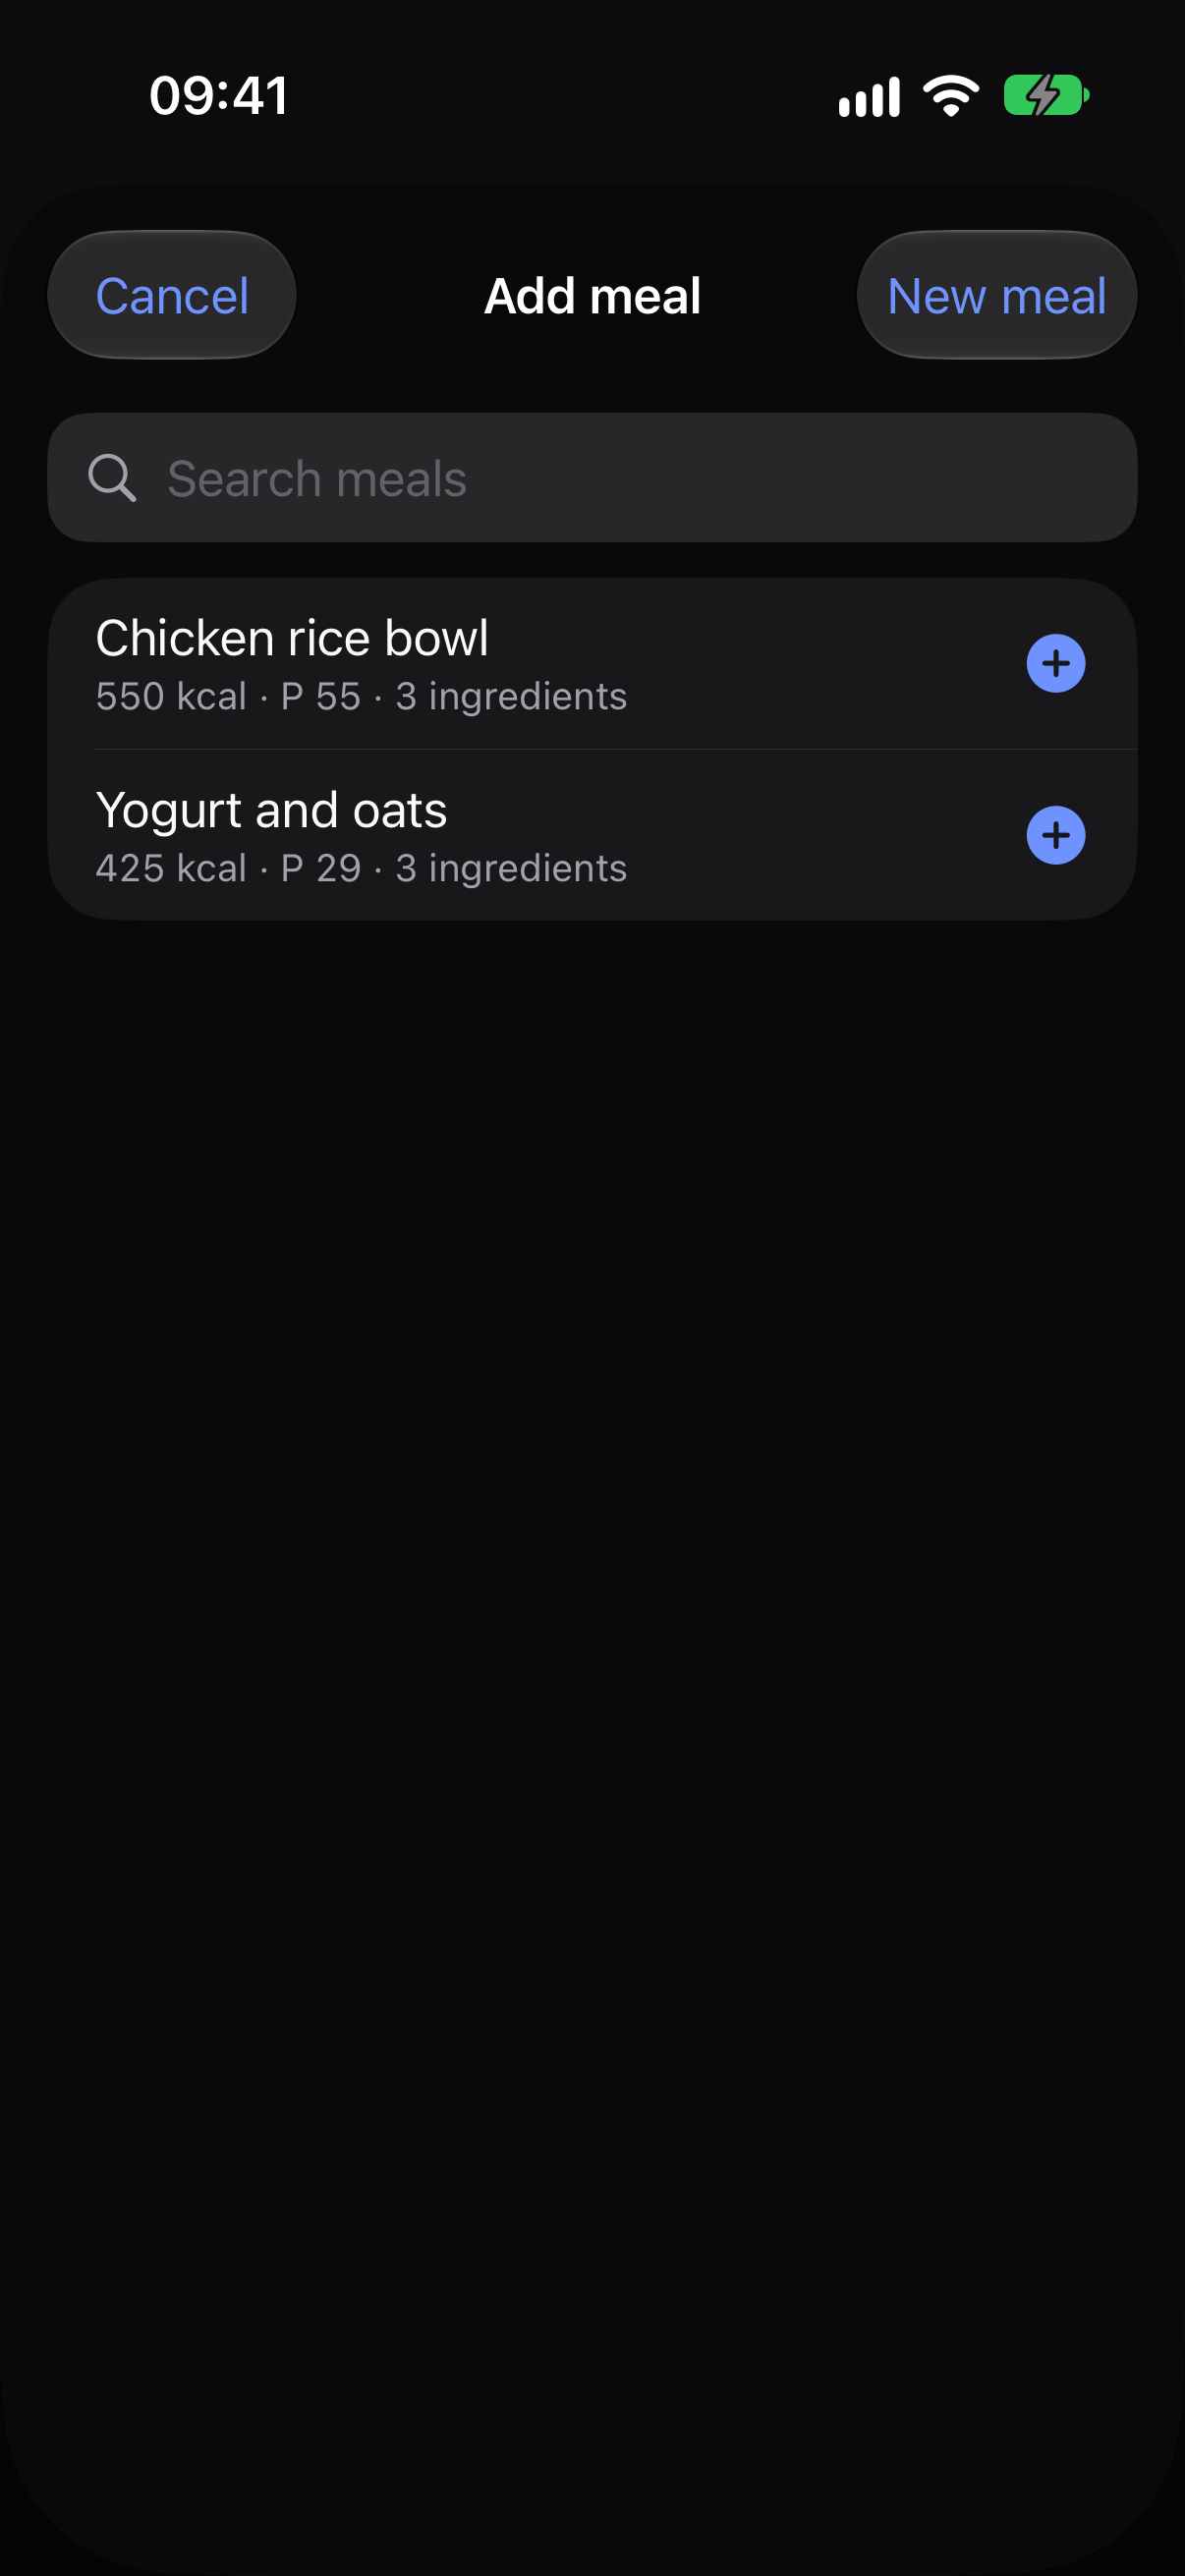 09:41
Cancel
Add meal
New meal
Search meals
Chicken rice bowl
550 kcal · P 55 · 3 ingredients
Yogurt and oats
425 kcal · P 29 · 3 ingredients